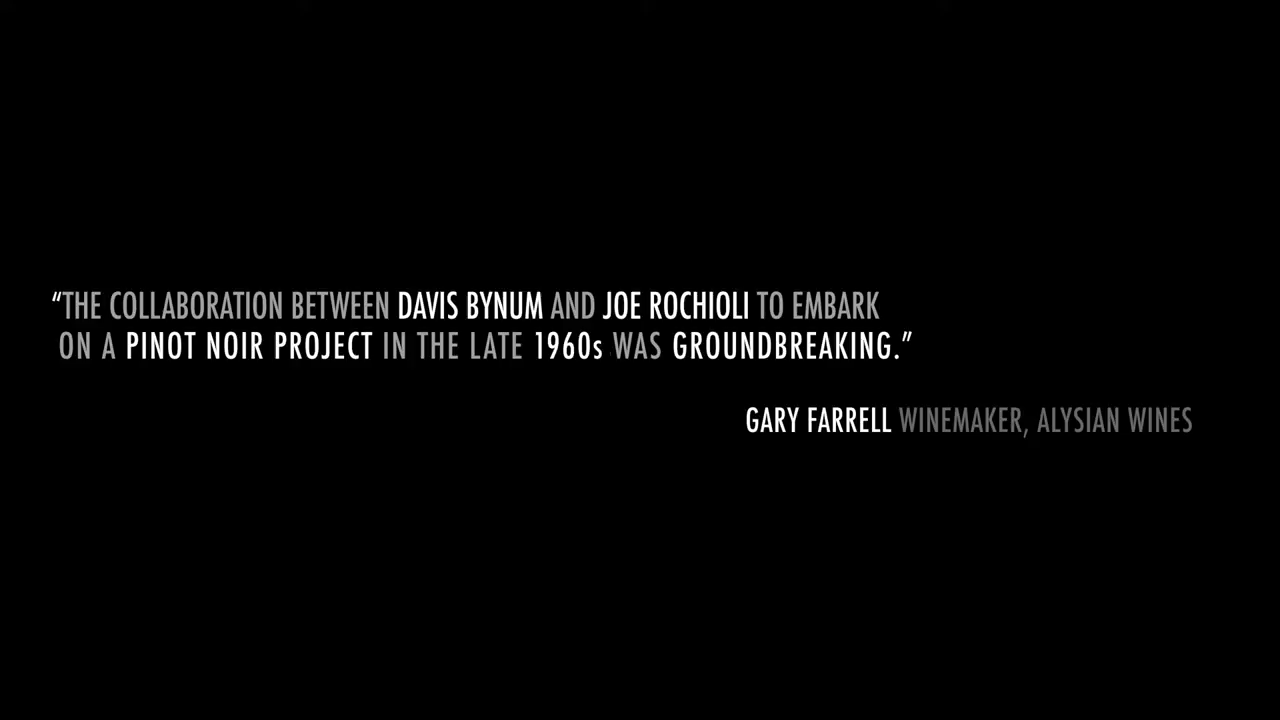 “THE COLLABORATION BETWEEN DAVIS BYNUM AND JOE ROCHIOLI TO EMBARK
ON A PINOT NOIR PROJECT IN THE LATE 1960s WAS GROUNDBREAKING.”
GARY FARRELL WINEMAKER, ALYSIAN WINES